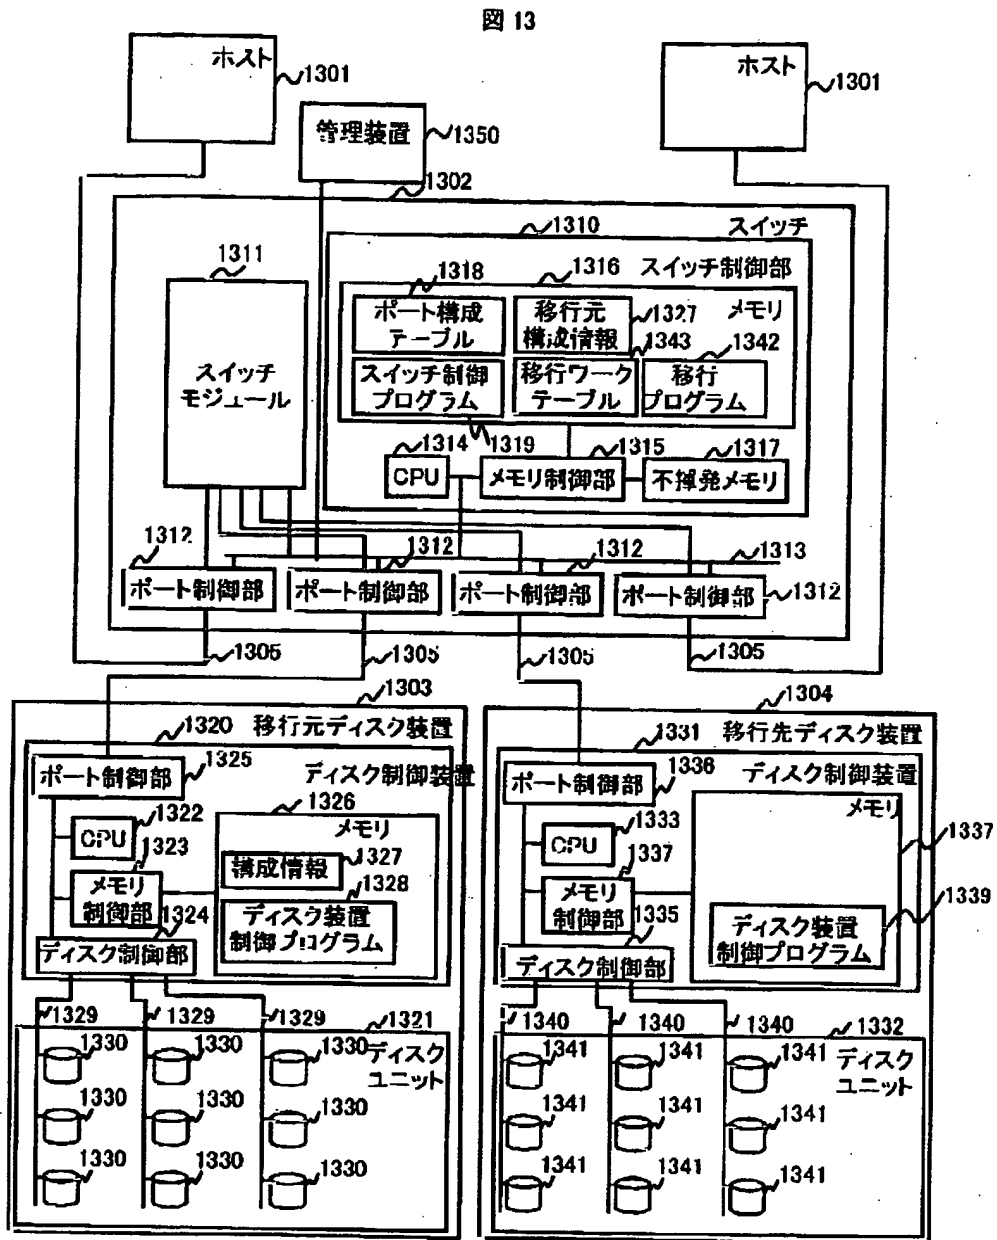 図 13
ホスト
1301
ホスト
1301
管理装置
1350
1302
スイッチ
1310
スイッチ制御部
1311
スイッチ
モジュール
1316
メモリ
1318
ポート構成
テーブル
移行元
構成情報
1327
1343
1342
スイッチ制御
プログラム
移行ワーク
テーブル
移行
プログラム
1319
1314
CPU
1315
メモリ制御部
1317
不揮発メモリ
1312
ポート制御部
1312
ポート制御部
1312
ポート制御部
1313
ポート制御部
1312
1305
1305
1305
1305
1303
移行元ディスク装置
1320
ディスク制御装置
ポート制御部
1325
1322
CPU
1323
メモリ
制御部
1324
ディスク制御部
1326
メモリ
1327
構成情報
1328
ディスク装置
制御プログラム
1329
1329
1329
1321
ディスク
ユニット
1330
1330
1330
1330
1330
1330
1330
1330
1330
1304
移行先ディスク装置
1331
ディスク制御装置
ポート制御部
1336
1333
CPU
1337
メモリ
制御部
1335
ディスク制御部
メモリ
1337
ディスク装置
制御プログラム
1339
1340
1340
1340
1332
ディスク
ユニット
1341
1341
1341
1341
1341
1341
1341
1341
1341